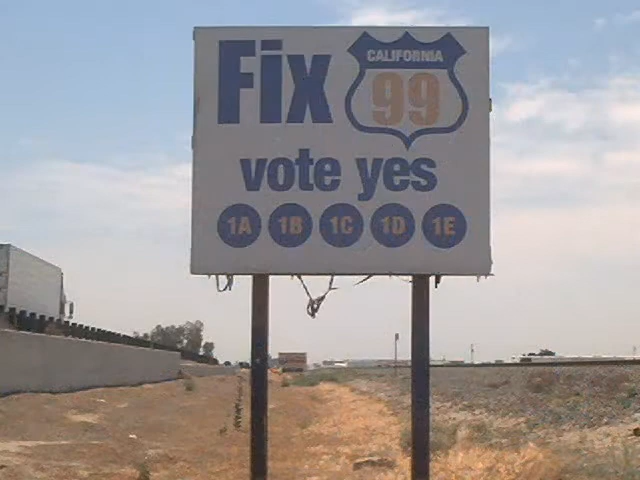 Fix CALIFORNIA 99
vote yes
1A 1B 1C 1D 1E